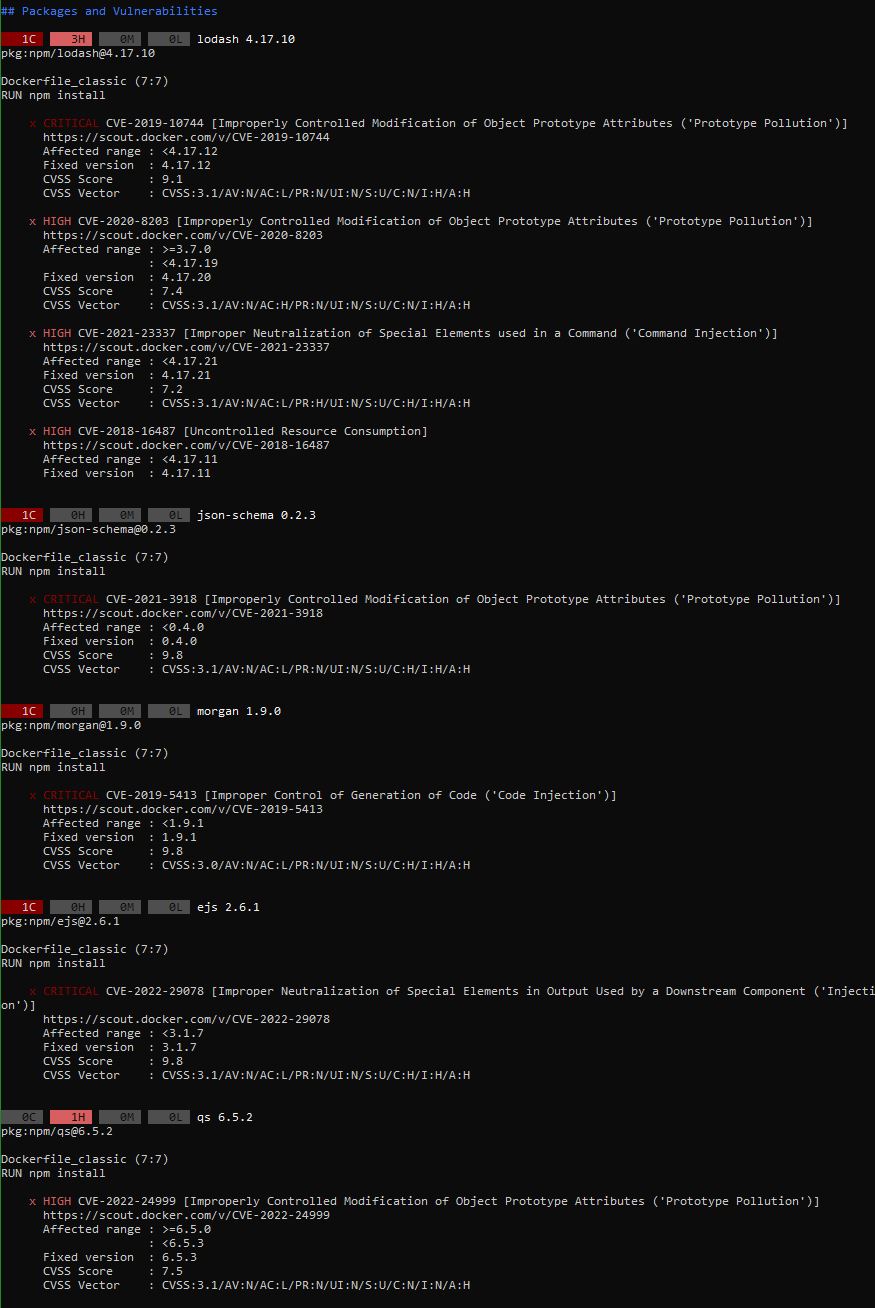 ## Packages and Vulnerabilities
1C 3H 0M 0L lodash 4.17.10
pkg:npm/lodash@4.17.10
Dockerfile_classic (7:7)
RUN npm install
x CRITICAL CVE-2019-10744 [Improperly Controlled Modification of Object Prototype Attributes ('Prototype Pollution')]
https://scout.docker.com/v/CVE-2019-10744
Affected range : <4.17.12
Fixed version : 4.17.12
CVSS Score : 9.1
CVSS Vector : CVSS:3.1/AV:N/AC:L/PR:N/UI:N/S:U/C:N/I:H/A:H
x HIGH CVE-2020-8203 [Improperly Controlled Modification of Object Prototype Attributes ('Prototype Pollution')]
https://scout.docker.com/v/CVE-2020-8203
Affected range : >=3.7.0
: <4.17.19
Fixed version : 4.17.20
CVSS Score : 7.4
CVSS Vector : CVSS:3.1/AV:N/AC:H/PR:N/UI:N/S:U/C:N/I:H/A:H
x HIGH CVE-2021-23337 [Improper Neutralization of Special Elements used in a Command ('Command Injection')]
https://scout.docker.com/v/CVE-2021-23337
Affected range : <4.17.21
Fixed version : 4.17.21
CVSS Score : 7.2
CVSS Vector : CVSS:3.1/AV:N/AC:L/PR:H/UI:N/S:U/C:H/I:H/A:H
x HIGH CVE-2018-16487 [Uncontrolled Resource Consumption]
https://scout.docker.com/v/CVE-2018-16487
Affected range : <4.17.11
Fixed version : 4.17.11
1C 0H 0M 0L json-schema 0.2.3
pkg:npm/json-schema@0.2.3
Dockerfile_classic (7:7)
RUN npm install
x CRITICAL CVE-2021-3918 [Improperly Controlled Modification of Object Prototype Attributes ('Prototype Pollution')]
https://scout.docker.com/v/CVE-2021-3918
Affected range : <0.4.0
Fixed version : 0.4.0
CVSS Score : 9.8
CVSS Vector : CVSS:3.1/AV:N/AC:L/PR:N/UI:N/S:U/C:H/I:H/A:H
1C 0H 0M 0L morgan 1.9.0
pkg:npm/morgan@1.9.0
Dockerfile_classic (7:7)
RUN npm install
x CRITICAL CVE-2019-5413 [Improper Control of Generation of Code ('Code Injection')]
https://scout.docker.com/v/CVE-2019-5413
Affected range : <1.9.1
Fixed version : 1.9.1
CVSS Score : 9.8
CVSS Vector : CVSS:3.0/AV:N/AC:L/PR:N/UI:N/S:U/C:H/I:H/A:H
1C 0H 0M 0L ejs 2.6.1
pkg:npm/ejs@2.6.1
Dockerfile_classic (7:7)
RUN npm install
x CRITICAL CVE-2022-29078 [Improper Neutralization of Special Elements in Output Used by a Downstream Component ('Injecti
on')]
https://scout.docker.com/v/CVE-2022-29078
Affected range : <3.1.7
Fixed version : 3.1.7
CVSS Score : 9.8
CVSS Vector : CVSS:3.1/AV:N/AC:L/PR:N/UI:N/S:U/C:H/I:H/A:H
0C 1H 0M 0L qs 6.5.2
pkg:npm/qs@6.5.2
Dockerfile_classic (7:7)
RUN npm install
x HIGH CVE-2022-24999 [Improperly Controlled Modification of Object Prototype Attributes ('Prototype Pollution')]
https://scout.docker.com/v/CVE-2022-24999
Affected range : >=6.5.0
: <6.5.3
Fixed version : 6.5.3
CVSS Score : 7.5
CVSS Vector : CVSS:3.1/AV:N/AC:L/PR:N/UI:N/S:U/C:N/I:N/A:H